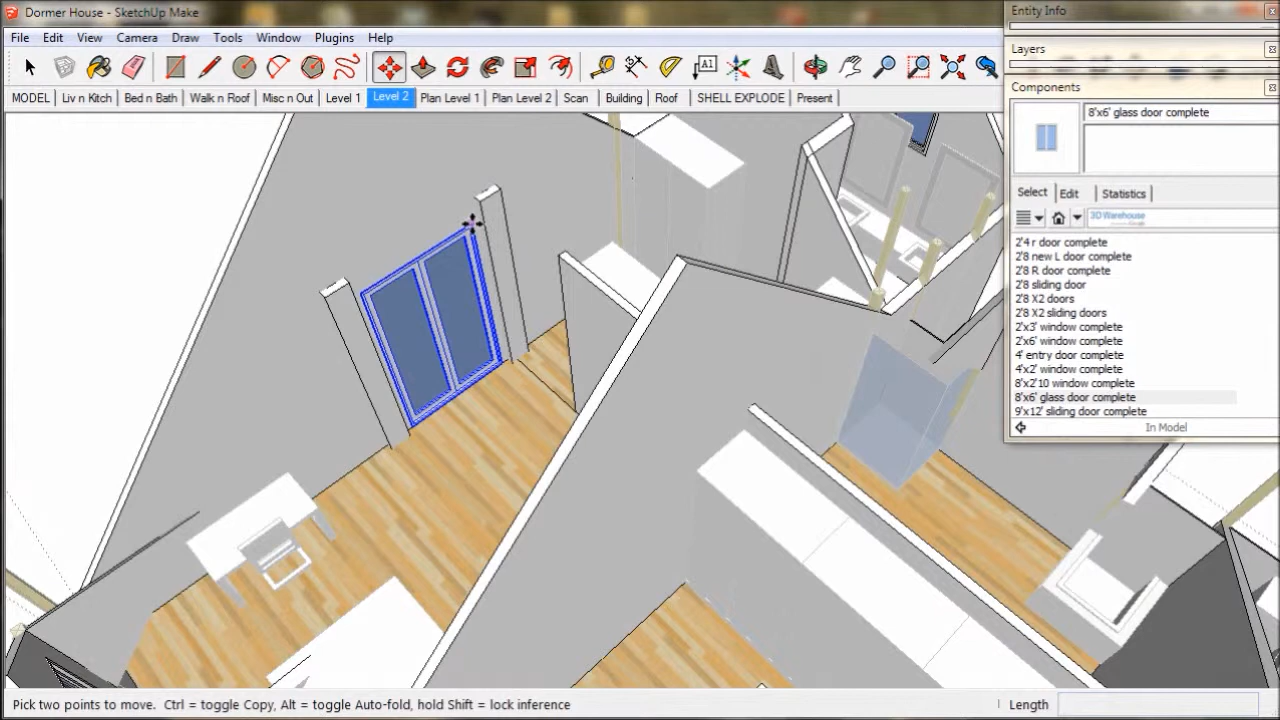 Dormer House - SketchUp Make
File Edit View Camera Draw Tools Window Plugins Help
A1
MODEL Liv n Kitch Bed n Bath Walk n Roof Misc n Out Level 1 Level 2 Plan Level 1 Plan Level 2 Scan Building Roof SHELL EXPLODE Present
Entity Info
Layers
Components
8'x6' glass door complete
Select Edit Statistics
3D Warehouse
2'4 r door complete
2'8 new L door complete
2'8 R door complete
2'8 sliding door
2'8 X2 doors
2'8 X2 sliding doors
2'x3' window complete
2'x6' window complete
4' entry door complete
4'x2' window complete
8'x2'10 window complete
8'x6' glass door complete
9'x12' sliding door complete
In Model
Pick two points to move. Ctrl = toggle Copy, Alt = toggle Auto-fold, hold Shift = lock inference
Length